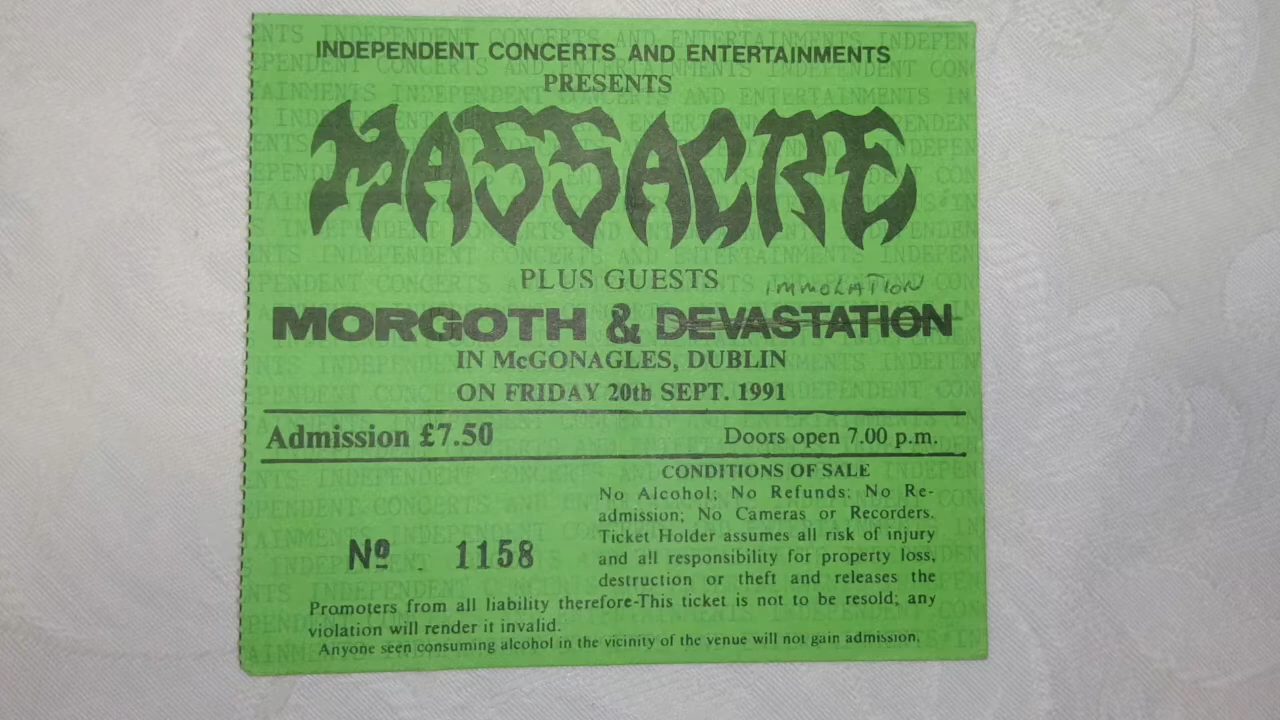 INDEPENDENT CONCERTS AND ENTERTAINMENTS
PRESENTS
MASSACRE
PLUS GUESTS
IMMOLATION
MORGOTH & DEVASTATION
IN McGONAGLES, DUBLIN
ON FRIDAY 20th SEPT. 1991
Admission £7.50
Doors open 7.00 p.m.
CONDITIONS OF SALE
No Alcohol; No Refunds; No Re-
admission; No Cameras or Recorders.
Ticket Holder assumes all risk of injury
and all responsibility for property loss,
destruction or theft and releases the
Nº 1158
Promoters from all liability therefore-This ticket is not to be resold; any
violation will render it invalid.
Anyone seen consuming alcohol in the vicinity of the venue will not gain admission.